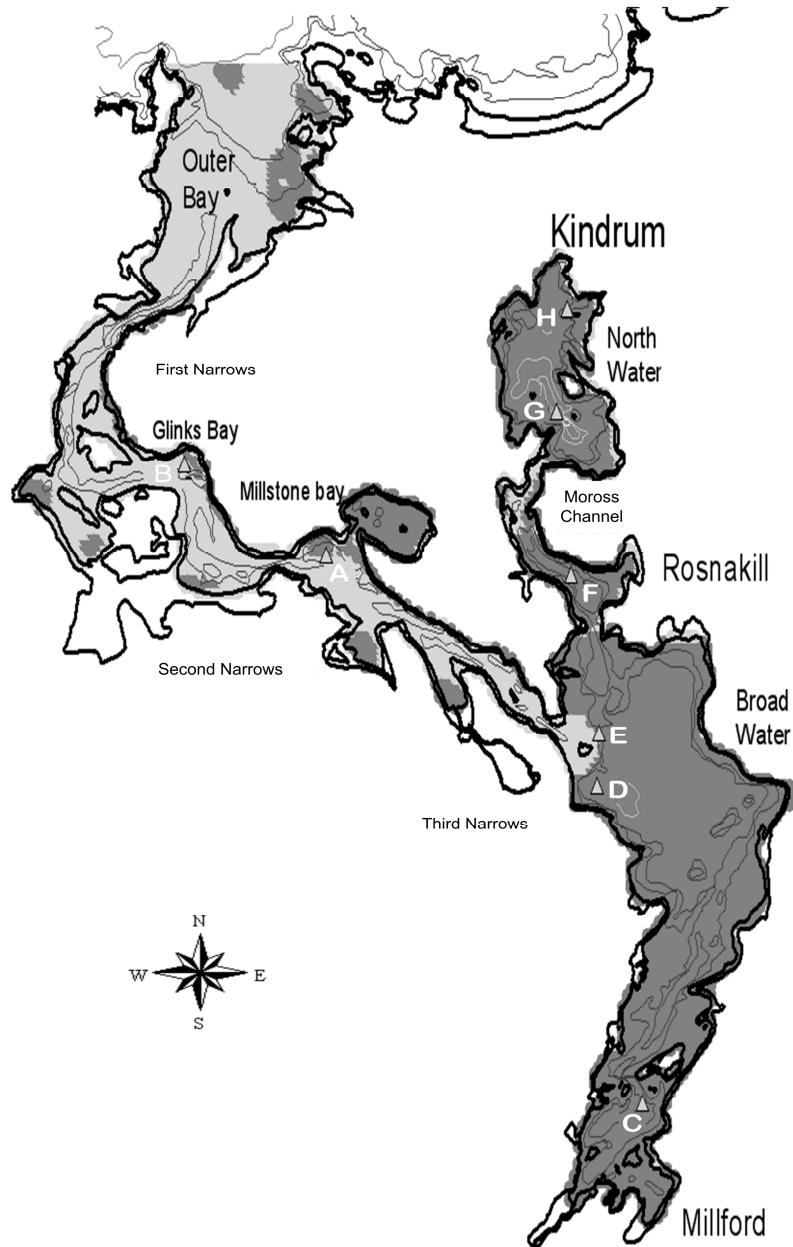 Outer
Bay
Kindrum
H
North
Water
First Narrows
G
Glinks Bay
B
Millstone bay
Moross
Channel
A
Rosnakill
F
Second Narrows
Broad
Water
E
D
Third Narrows
N
W
E
S
C
Millford